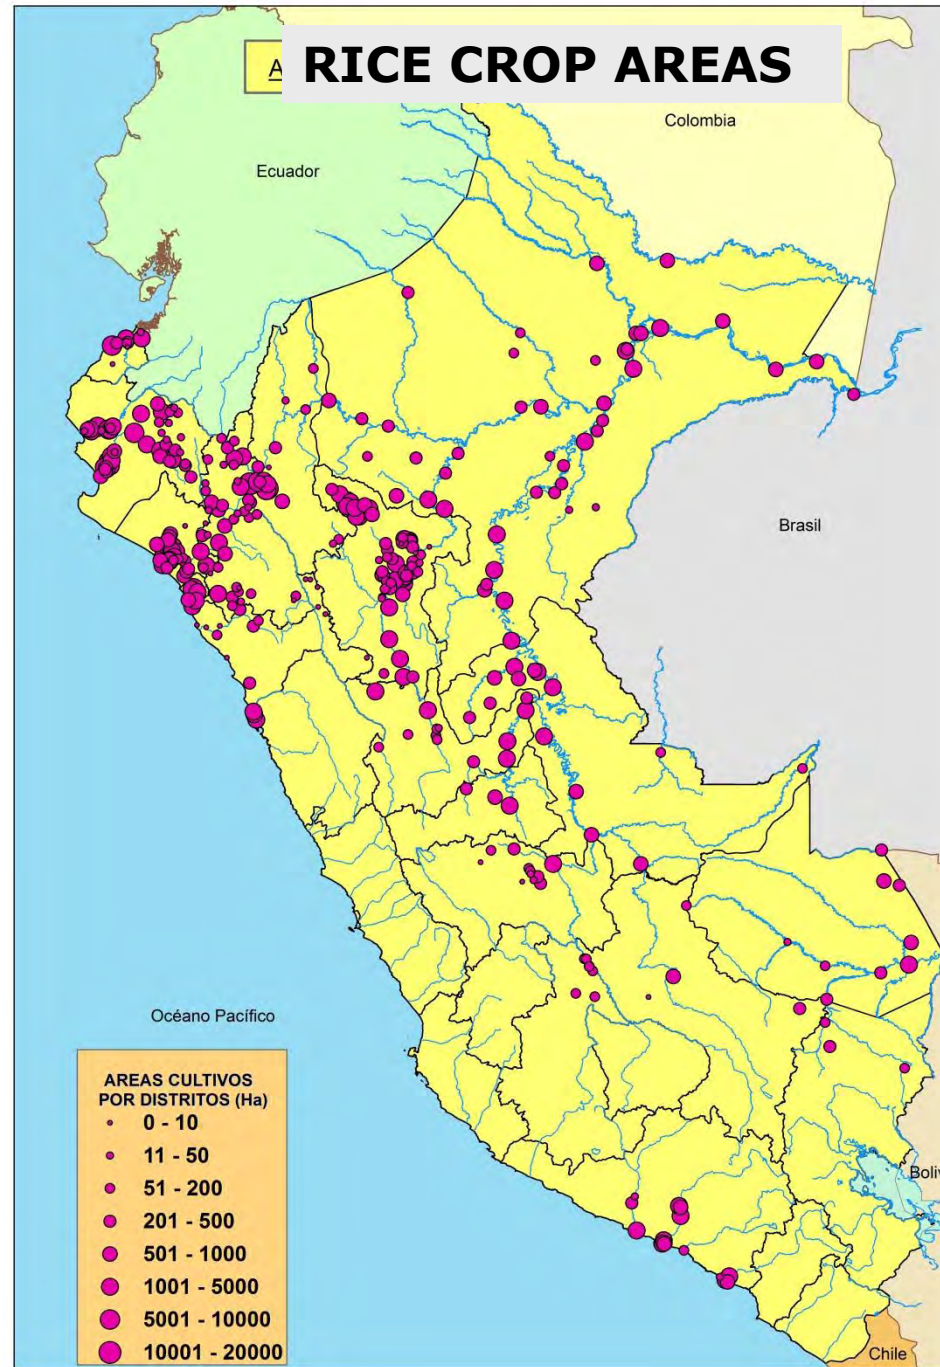 A
RICE CROP AREAS
Colombia
Ecuador
Brasil
Océano Pacífico
AREAS CULTIVOS
POR DISTRITOS (Ha)
0 - 10
11 - 50
51 - 200
201 - 500
501 - 1000
1001 - 5000
5001 - 10000
10001 - 20000
Boliv
Chile